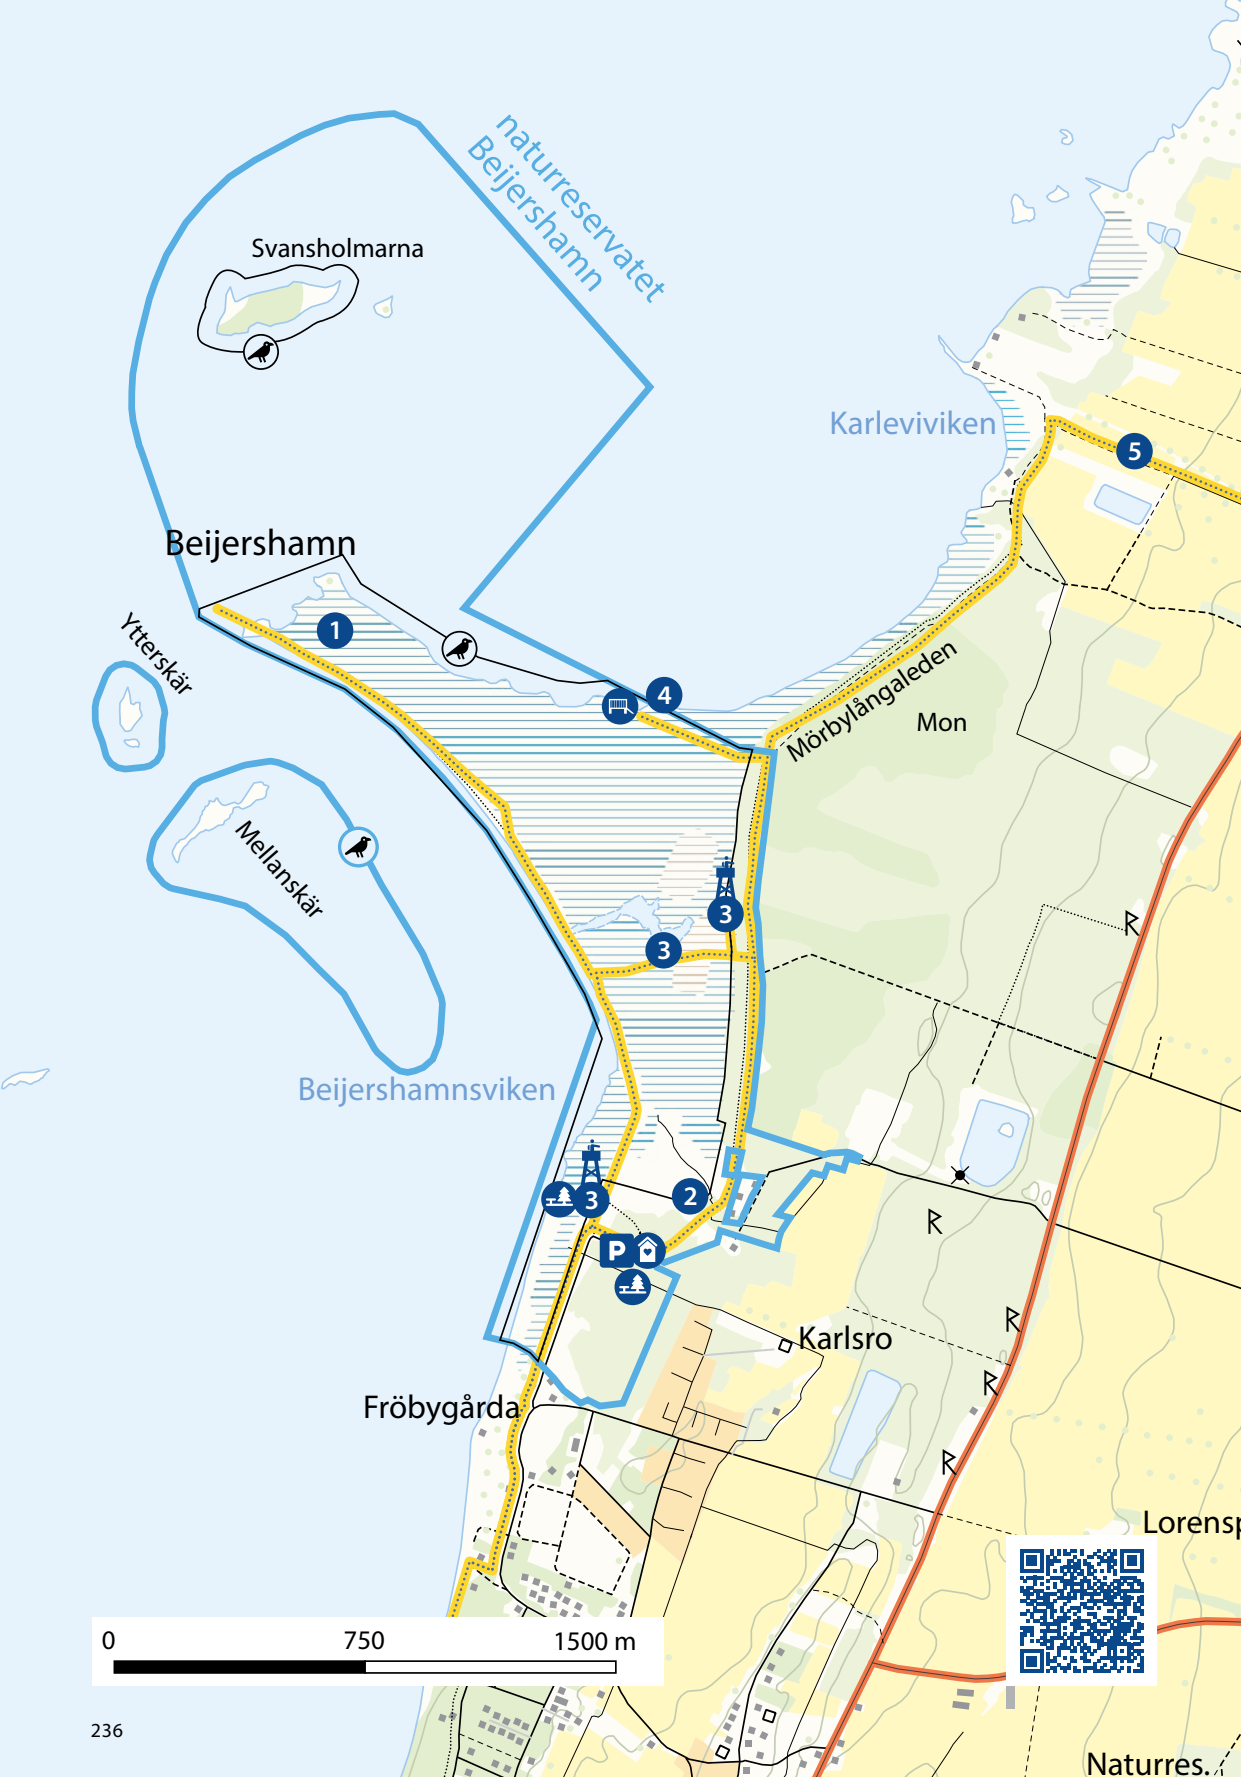 naturreservatet
Beijershamn
Svansholmarna
Karleviviken
5
Beijershamn
1
Ytterskär
4
Mörbylångaleden
Mon
Mellanskär
3
3
Beijershamnsviken
3
2
P
Karlsro
Fröbygårda
Lorensp
0 750 1500 m
236
Naturres.